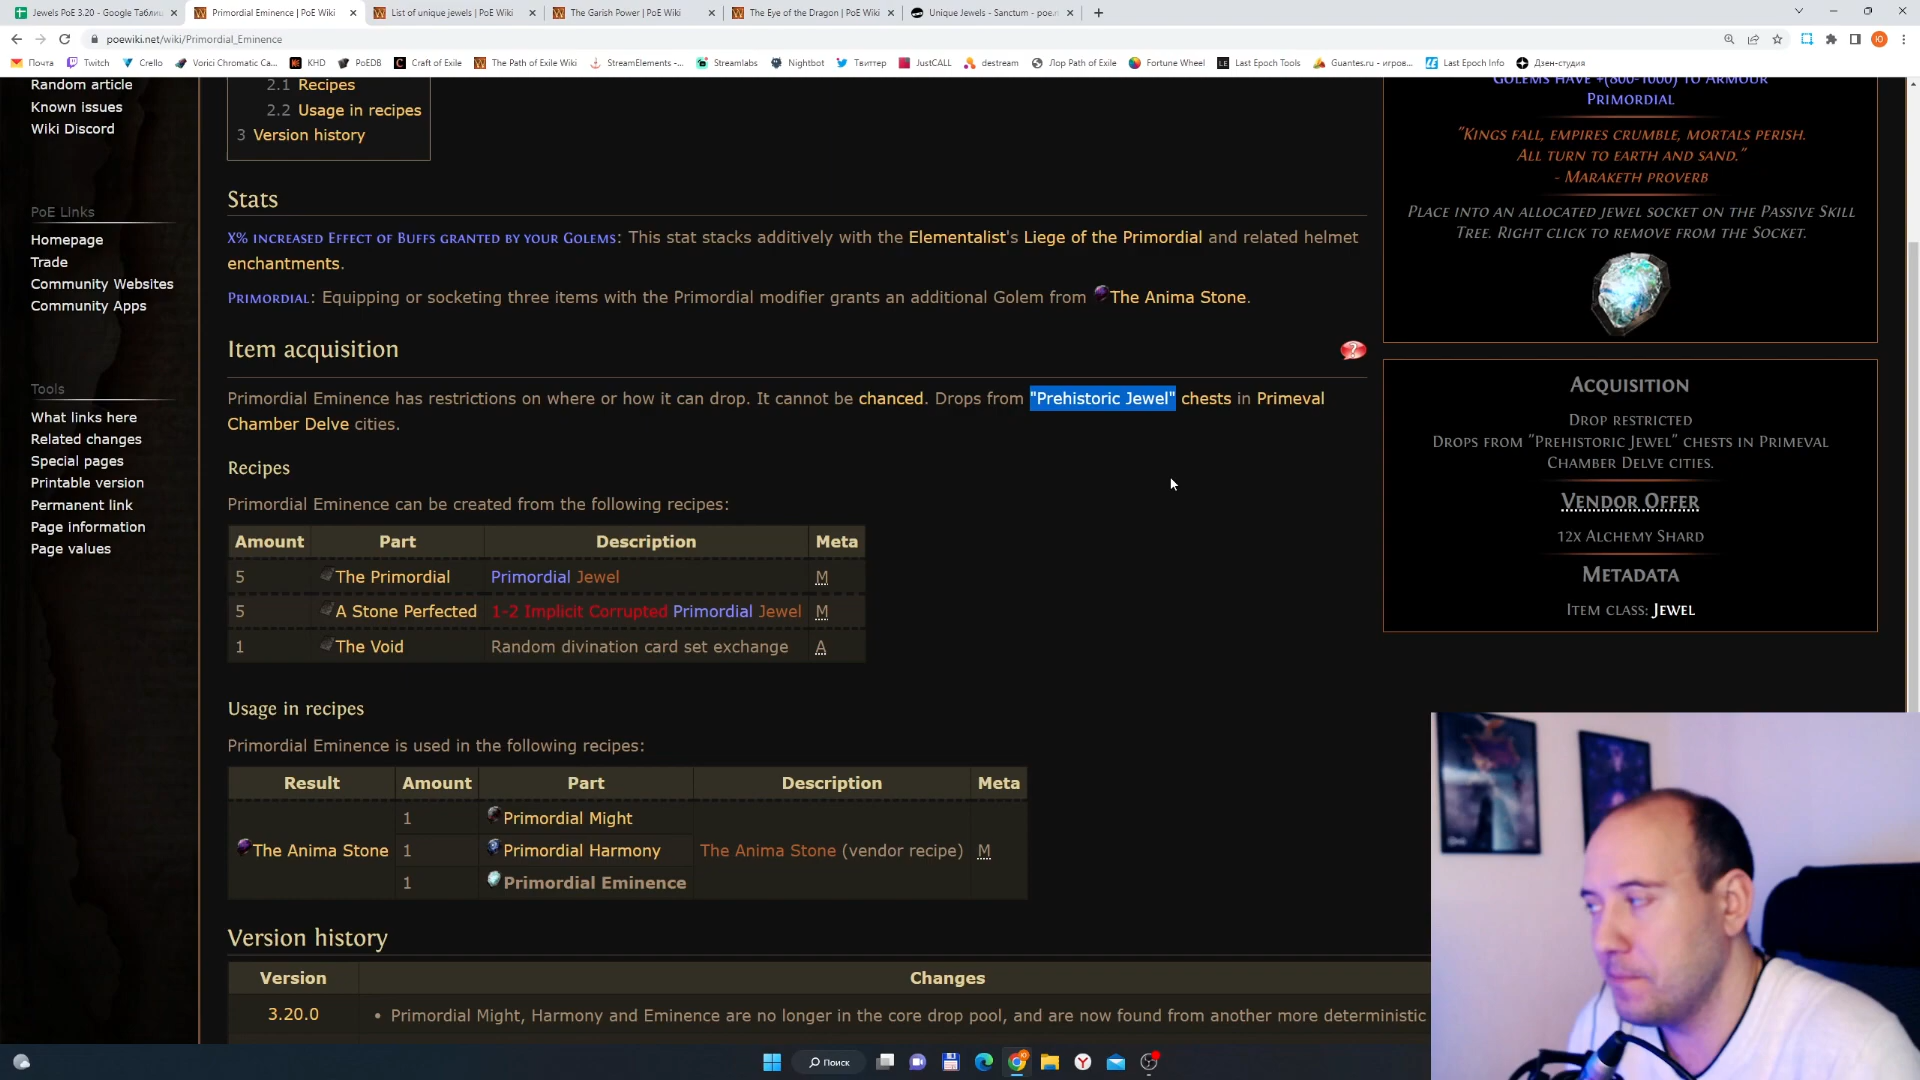 Jewels PoE 3.20 - Google Таблиц
Primordial Eminence | PoE Wiki
List of unique jewels | PoE Wiki
The Garish Power | PoE Wiki
The Eye of the Dragon | PoE Wiki
Unique Jewels - Sanctum - poeл
poewiki.net/wiki/Primordial_Eminence
Почта
Twitch
Crello
Vorici Chromatic Ca...
KHD
PoEDB
Craft of Exile
The Path of Exile Wiki
StreamElements -...
Streamlabs
Nightbot
Твиттер
JustCALL
destream
Лор Path of Exile
Fortune Wheel
Last Epoch Tools
Guantes.ru - игров...
Last Epoch Info
Дзен-студия
Random article
Known issues
Wiki Discord
PoE Links
Homepage
Trade
Community Websites
Community Apps
Tools
What links here
Related changes
Special pages
Printable version
Permanent link
Page information
Page values
2.1 Recipes
2.2 Usage in recipes
3 Version history
Stats
X% increased Effect of Buffs granted by your Golems: This stat stacks additively with the Elementalist's Liege of the Primordial and related helmet
enchantments.
Primordial: Equipping or socketing three items with the Primordial modifier grants an additional Golem from The Anima Stone.
Item acquisition
Primordial Eminence has restrictions on where or how it can drop. It cannot be chanced. Drops from "Prehistoric Jewel" chests in Primeval
Chamber Delve cities.
Recipes
Primordial Eminence can be created from the following recipes:
Amount Part Description Meta
5 The Primordial Primordial Jewel M
5 A Stone Perfected 1-2 Implicit Corrupted Primordial Jewel M
1 The Void Random divination card set exchange A
Usage in recipes
Primordial Eminence is used in the following recipes:
Result Amount Part Description Meta
1 Primordial Might
The Anima Stone 1 Primordial Harmony The Anima Stone (vendor recipe) M
1 Primordial Eminence
Version history
Version Changes
3.20.0 • Primordial Might, Harmony and Eminence are no longer in the core drop pool, and are now found from another more deterministic
Golems have +(800-1000) to Armour
Primordial
"Kings fall, empires crumble, mortals perish.
All turn to earth and sand."
- Maraketh proverb
Place into an allocated Jewel Socket on the Passive Skill
Tree. Right click to remove from the Socket.
Acquisition
Drop restricted
Drops from "Prehistoric Jewel" chests in Primeval
Chamber Delve cities.
Vendor Offer
12x Alchemy Shard
Metadata
Item class: Jewel
Поиск